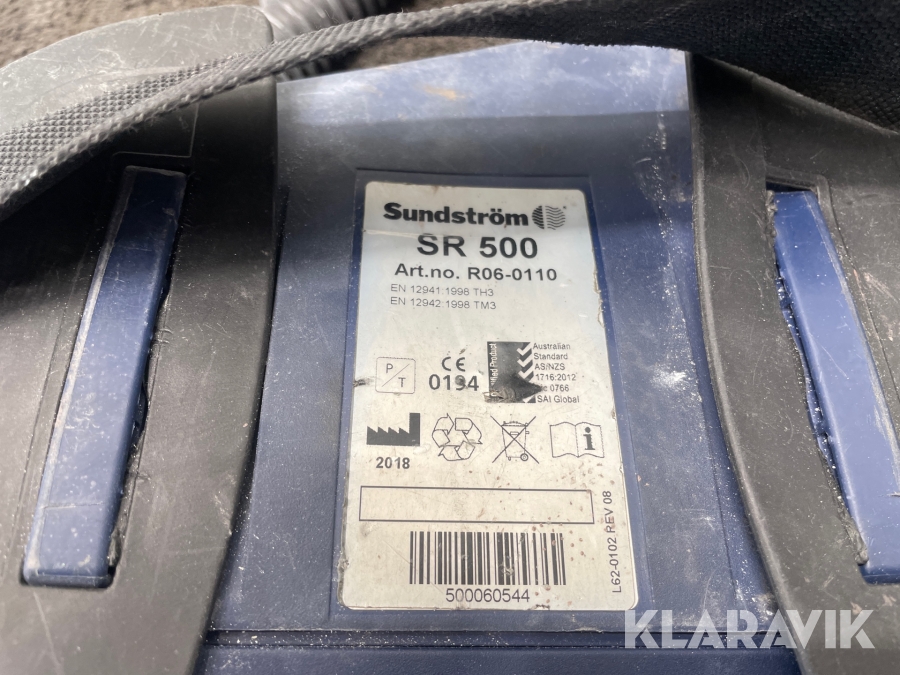 Sundström
SR 500
Art.no. R06-0110
EN 12941:1998 TH3
EN 12942:1998 TM3
Australian
Standard
AS/NZS
1716:2012
0766
SAI Global
Product
P/T
CE
0194
2018
i
L62-0102 REV 08
500060544
KLARAVIK